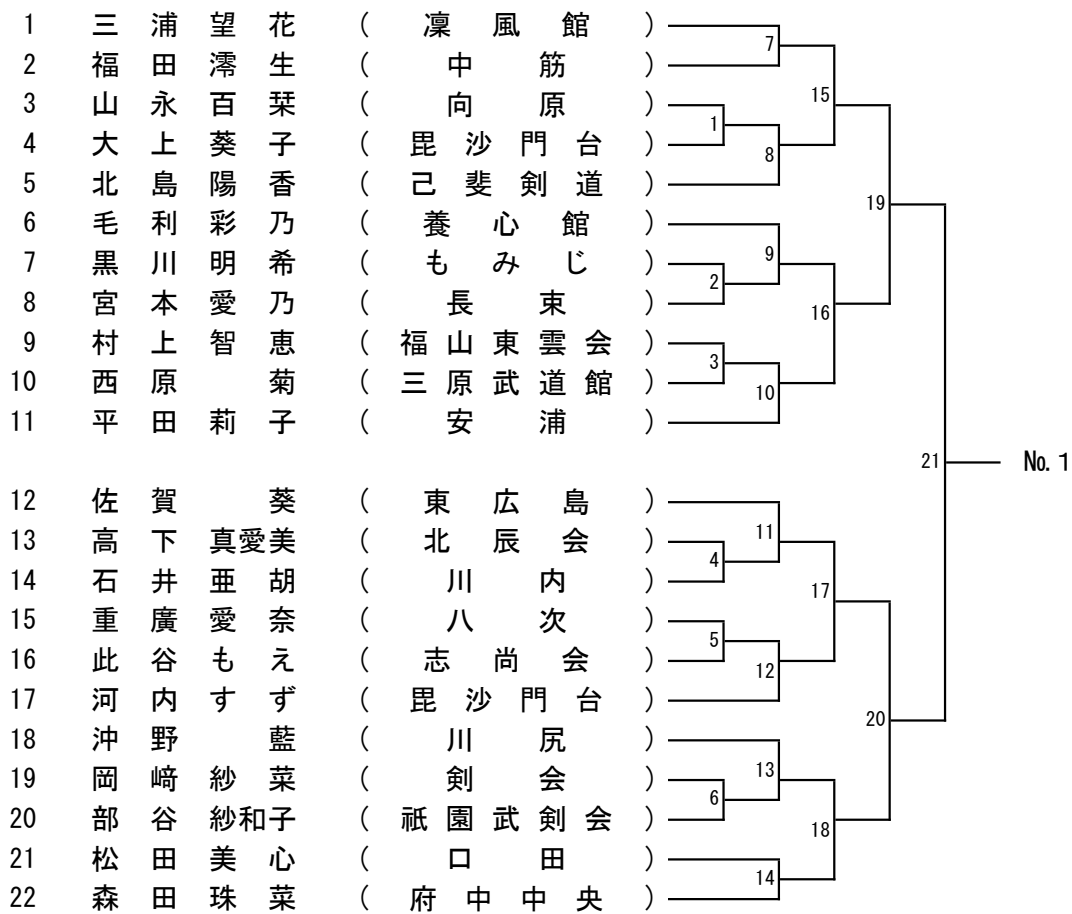 1 三浦望花 ( 凜風館 )
7
2 福田澪生 ( 中筋 )
15
3 山永百栞 ( 向原 )
1
4 大上葵子 ( 毘沙門台 )
8
5 北島陽香 ( 己斐剣道 )
19
6 毛利彩乃 ( 養心館 )
9
7 黒川明希 ( もみじ )
2
8 宮本愛乃 ( 長束 )
16
9 村上智恵 ( 福山東雲会 )
3
10 西原菊 ( 三原武道館 )
10
11 平田莉子 ( 安浦 )
21 No.1
12 佐賀葵 ( 東広島 )
11
13 高下真愛美 ( 北辰会 )
4
14 石井亜胡 ( 川内 )
17
15 重廣愛奈 ( 八次 )
5
16 此谷もえ ( 志尚会 )
12
17 河内すず ( 毘沙門台 )
20
18 沖野藍 ( 川尻 )
13
19 岡﨑紗菜 ( 剣会 )
6
20 部谷紗和子 ( 祇園武剣会 )
18
21 松田美心 ( 口田 )
14
22 森田珠菜 ( 府中中央 )